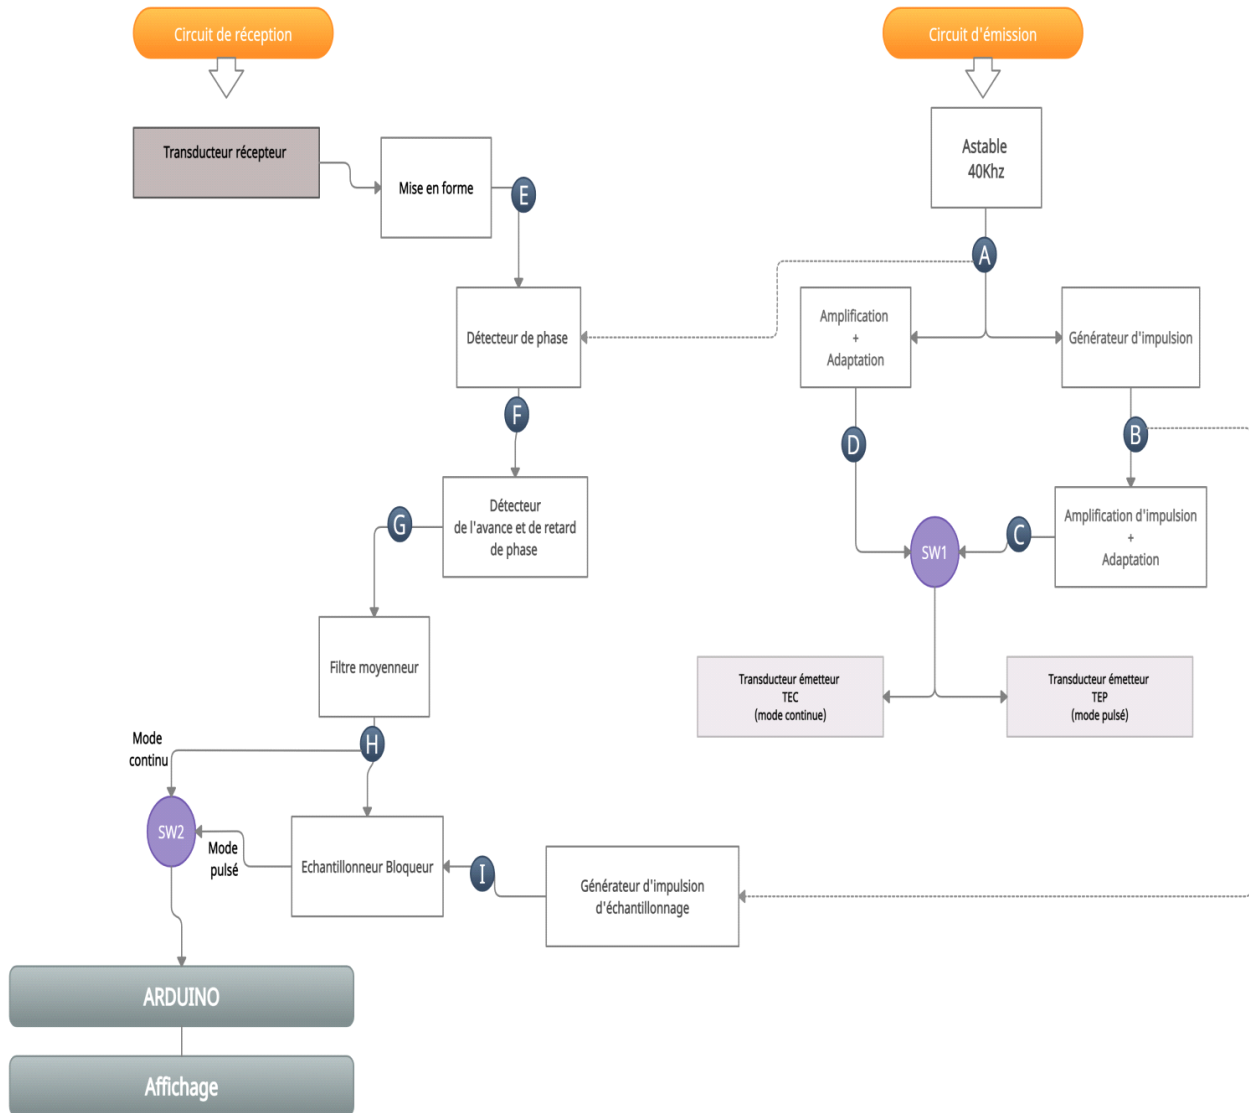 Circuit de réception
Circuit d'émission
Transducteur récepteur
Mise en forme
E
Astable
40Khz
A
Détecteur de phase
Amplification
+
Adaptation
Générateur d'impulsion
F
D
B
Détecteur
de l'avance et de retard
de phase
G
Amplification d'impulsion
+
Adaptation
C
SW1
Filtre moyenneur
Transducteur émetteur
TEC
(mode continue)
Transducteur émetteur
TEP
(mode pulsé)
H
Mode
continu
SW2
Mode
pulsé
Echantillonneur Bloqueur
I
Générateur d'impulsion
d'échantillonnage
ARDUINO
Affichage